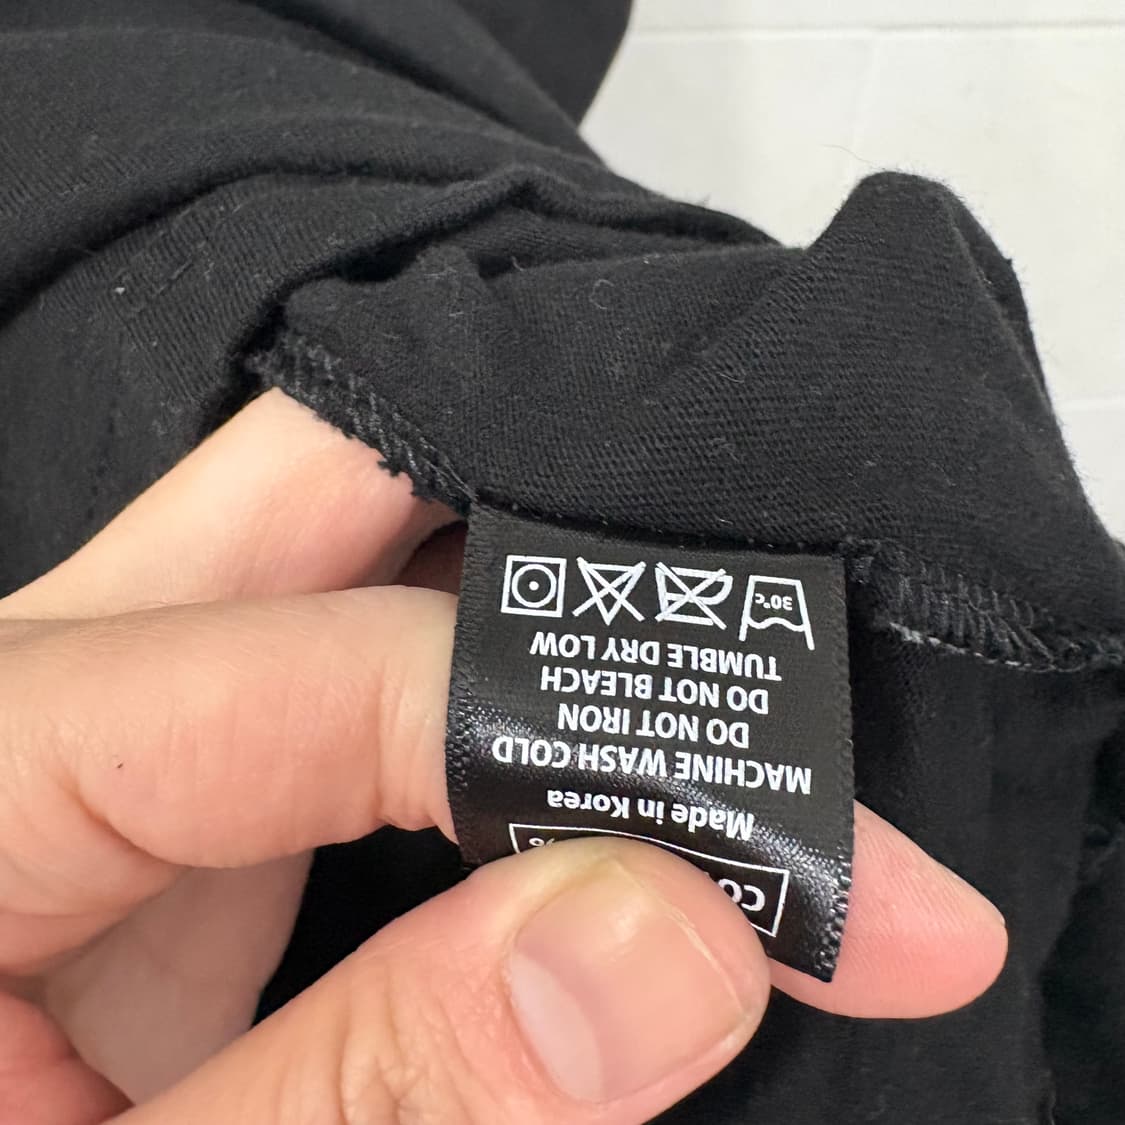 Made in Korea
MACHINE WASH COLD
DO NOT IRON
DO NOT BLEACH
TUMBLE DRY LOW
30°C